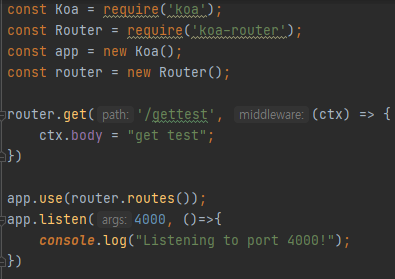 const Koa = require('koa');
const Router = require('koa-router');
const app = new Koa();
const router = new Router();
router.get( path: '/gettest', middleware: (ctx) => {
    ctx.body = "get test";
})
app.use(router.routes());
app.listen( args: 4000, ()=>{
    console.log("Listening to port 4000!");
})